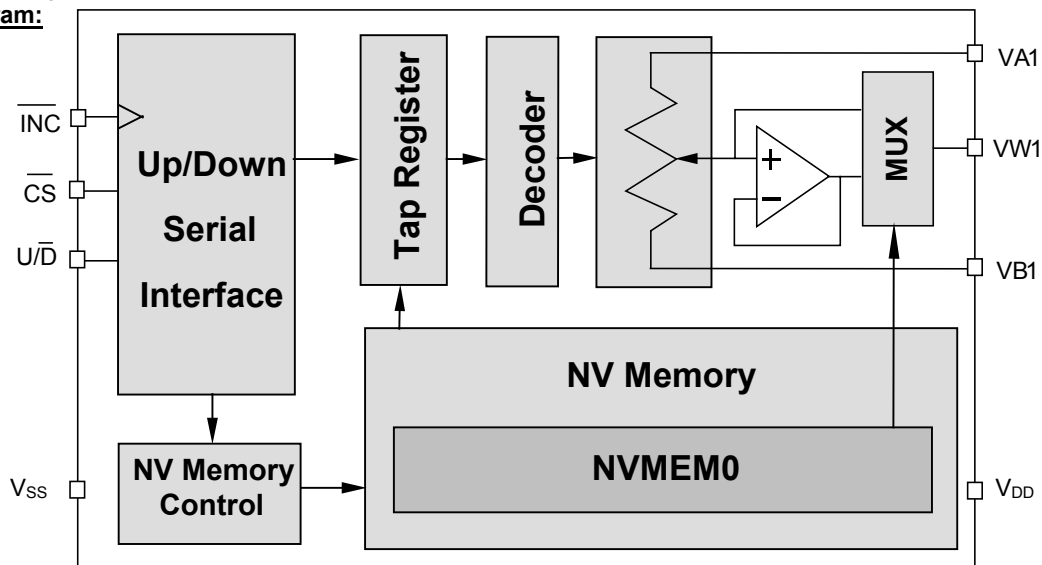 ram:
INC
CS
U/D
VSS
Up/Down
Serial
Interface
Tap Register
Decoder
+
−
MUX
VA1
VW1
VB1
VDD
NV Memory
Control
NV Memory
NVMEM0